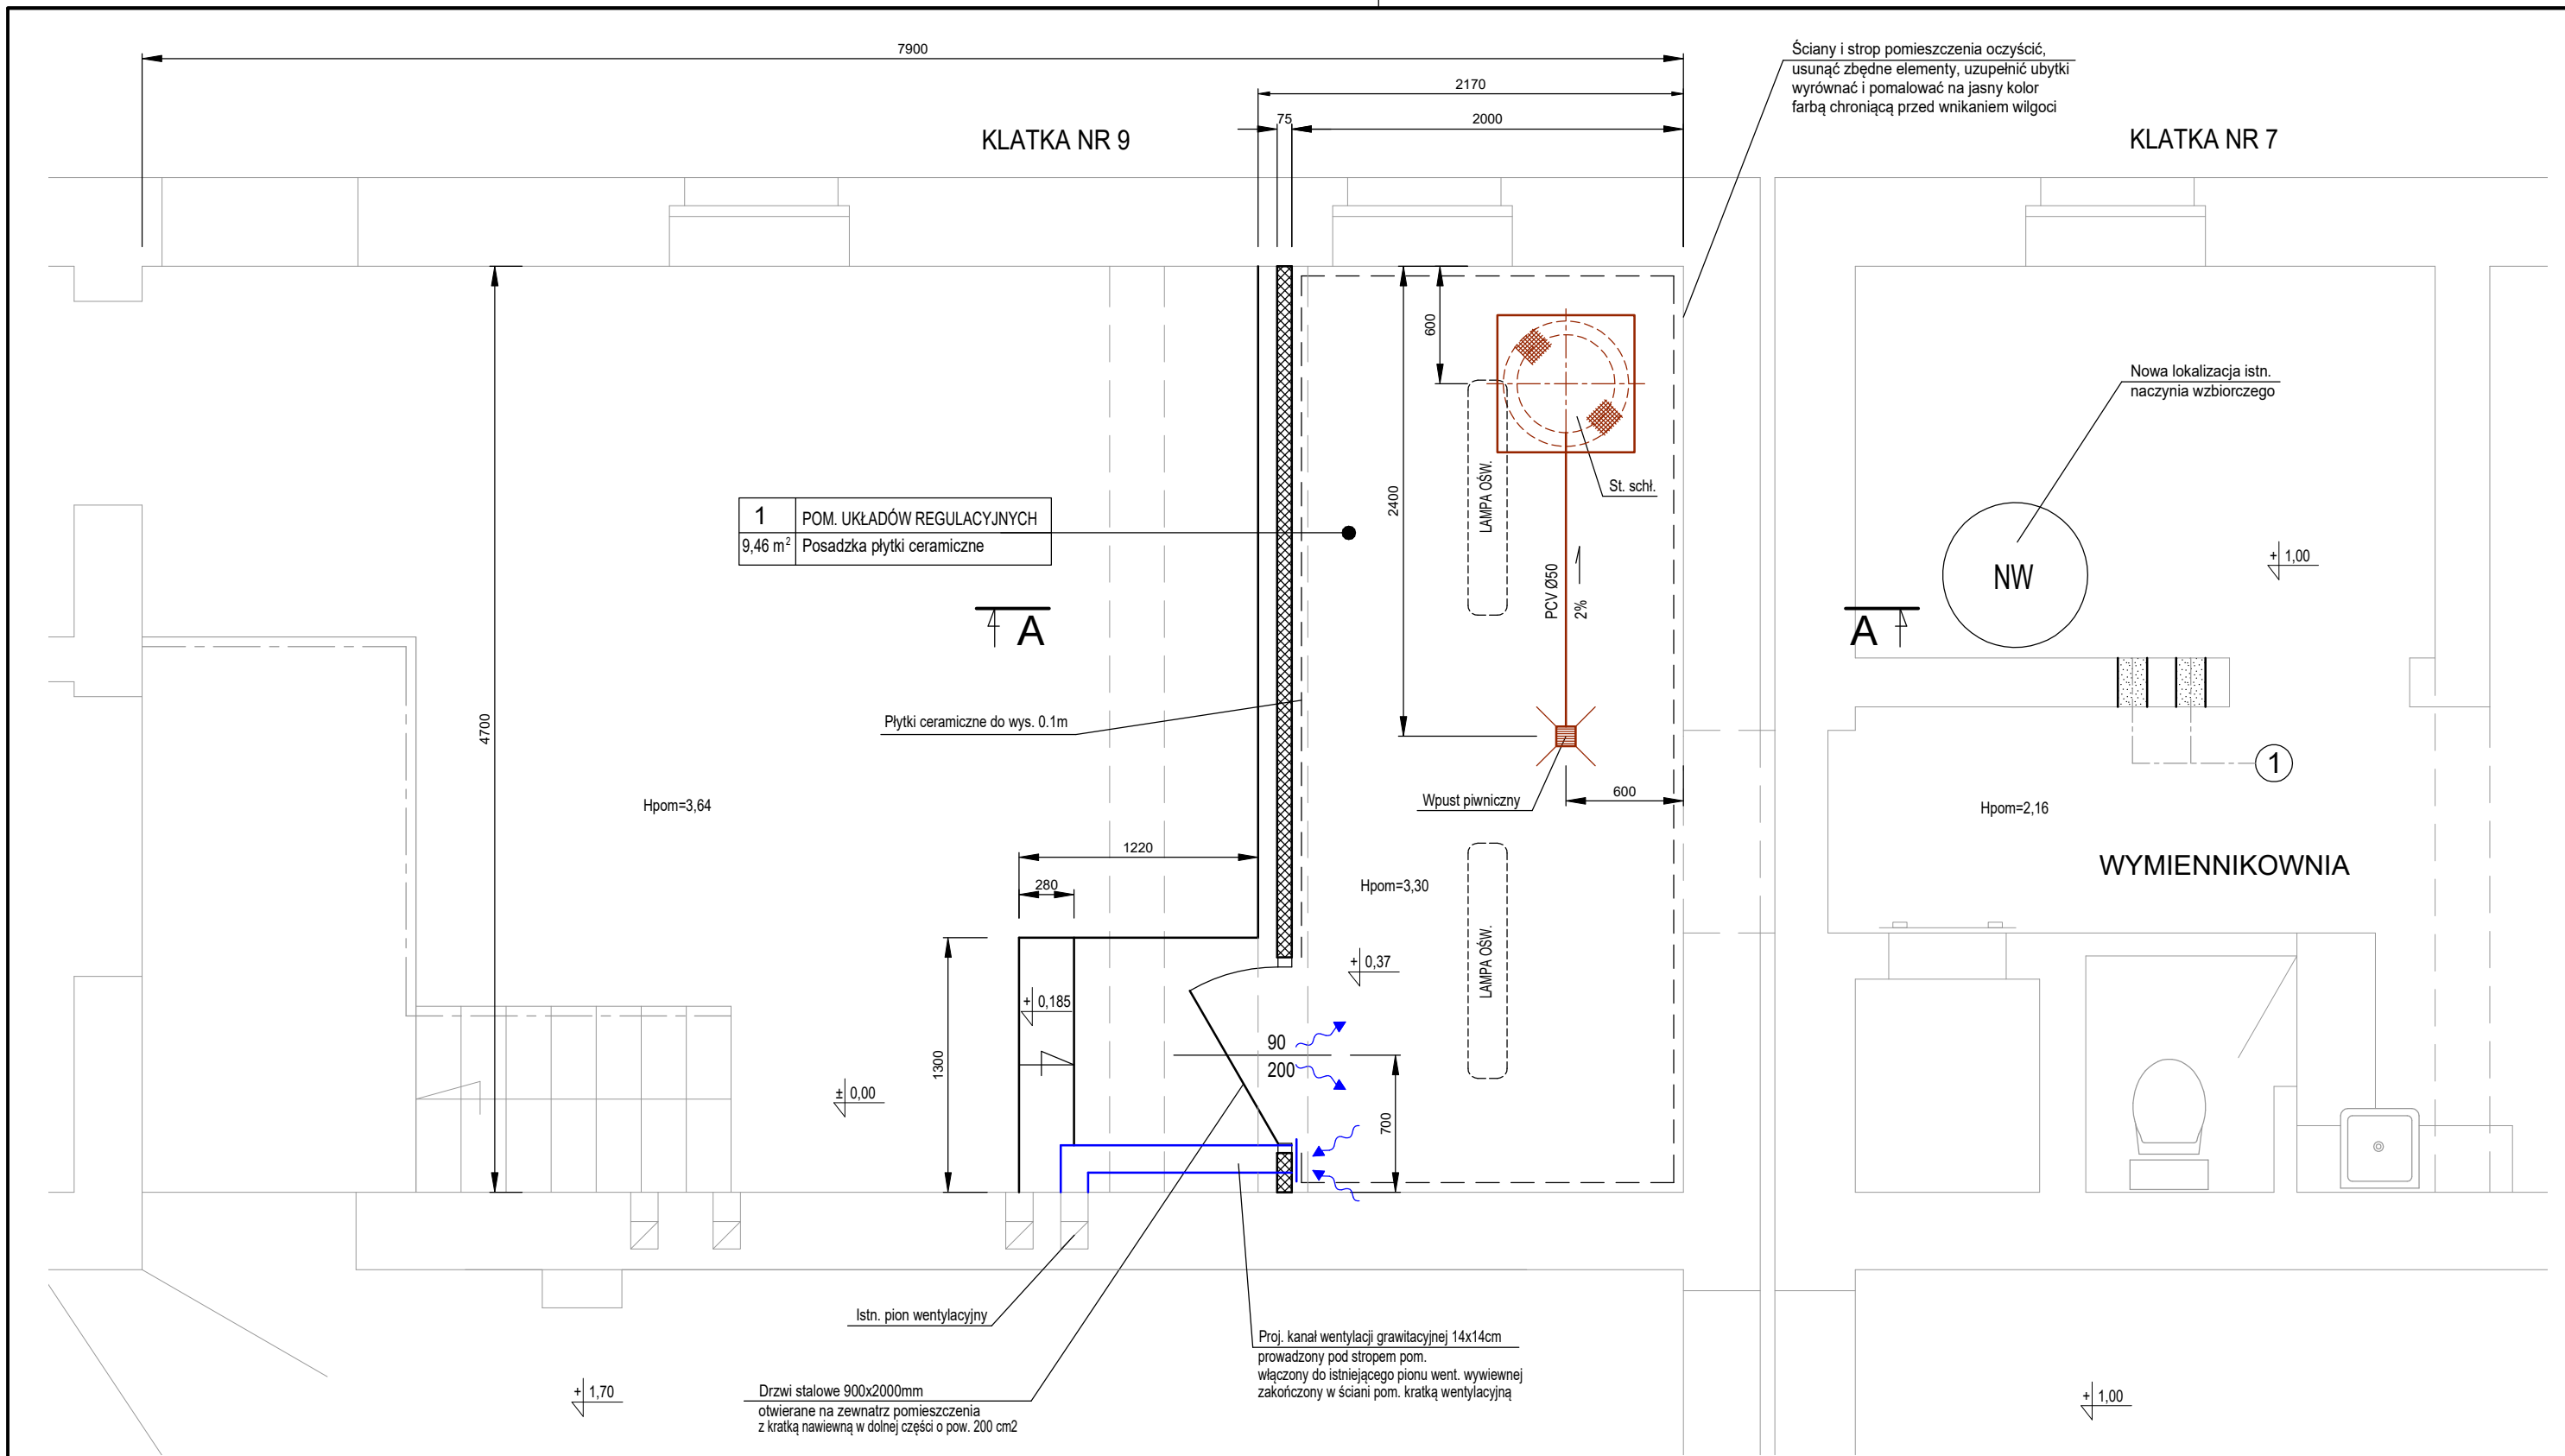 7900
2170
75
2000
KLATKA NR 9
Ściany i strop pomieszczenia oczyścić,
usunąć zbędne elementy, uzupełnić ubytki
wyrównać i pomalować na jasny kolor
farbą chroniącą przed wnikaniem wilgoci
KLATKA NR 7
600
2400
4700
LAMPA OŚW.
St. schł.
Nowa lokalizacja istn.
naczynia wzbiorczego
NW
+ 1,00
1 POM. UKŁADÓW REGULACYJNYCH
9,46 m² Posadzka płytki ceramiczne
PCV Ø50
2%
A
A
Płytki ceramiczne do wys. 0.1m
1
Hpom=3,64
Wpust piwniczny
600
Hpom=2,16
WYMIENNIKOWNIA
1220
280
Hpom=3,30
LAMPA OŚW.
+ 0,37
+ 0,185
1300
± 0,00
90
200
700
Istn. pion wentylacyjny
Proj. kanał wentylacji grawitacyjnej 14x14cm
prowadzony pod stropem pom.
włączony do istniejącego pionu went. wywiewnej
zakończony w ściani pom. kratką wentylacyjną
Drzwi stalowe 900x2000mm
otwierane na zewnatrz pomieszczenia
z kratką nawiewną w dolnej części o pow. 200 cm2
+ 1,70
+ 1,00